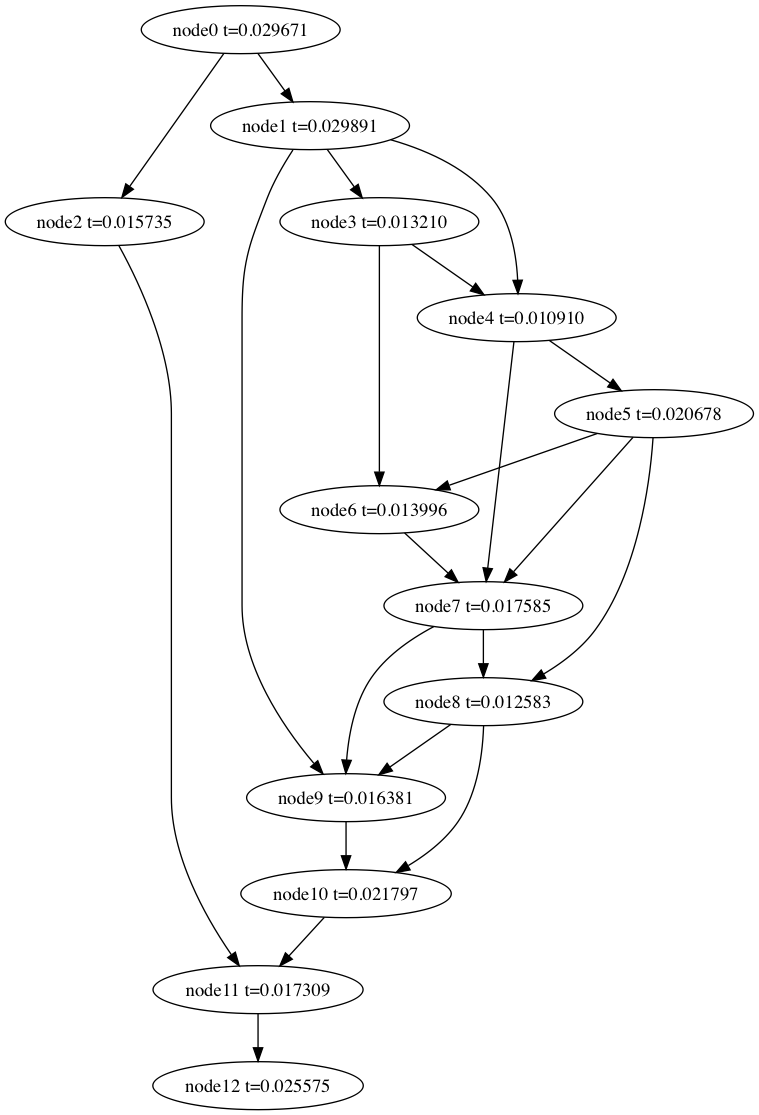 node0 t=0.029671
node1 t=0.029891
node2 t=0.015735
node3 t=0.013210
node4 t=0.010910
node5 t=0.020678
node6 t=0.013996
node7 t=0.017585
node8 t=0.012583
node9 t=0.016381
node10 t=0.021797
node11 t=0.017309
node12 t=0.025575